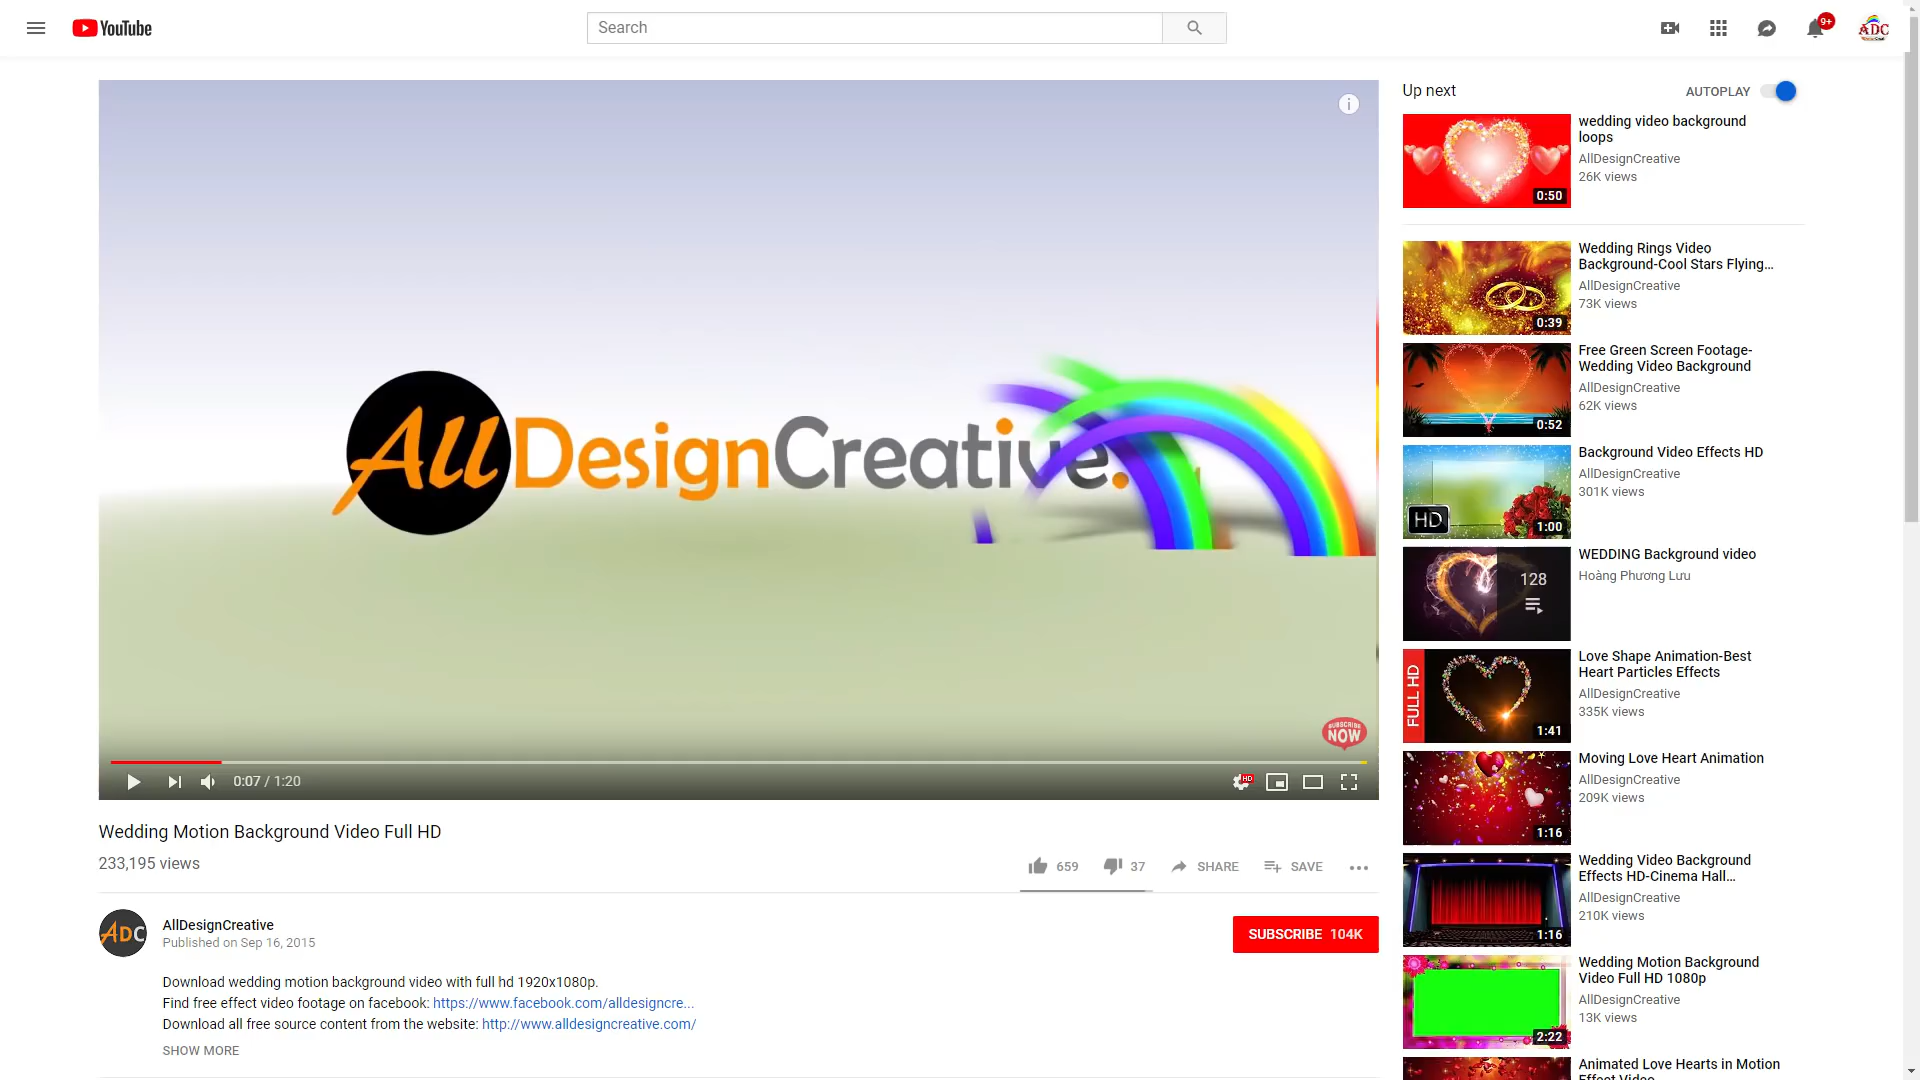 YouTube
Search
9+
ADC
AllDesignCreative.
SUBSCRIBE
NOW
0:07 / 1:20
HD
Wedding Motion Background Video Full HD
233,195 views
659
37
SHARE
SAVE
ADC
AllDesignCreative
Published on Sep 16, 2015
SUBSCRIBE 104K
Download wedding motion background video with full hd 1920x1080p.
Find free effect video footage on facebook: https://www.facebook.com/alldesigncre...
Download all free source content from the website: http://www.alldesigncreative.com/
SHOW MORE
Up next
AUTOPLAY
0:50
wedding video background
loops
AllDesignCreative
26K views
0:39
Wedding Rings Video
Background-Cool Stars Flying...
AllDesignCreative
73K views
0:52
Free Green Screen Footage-
Wedding Video Background
AllDesignCreative
62K views
HD
1:00
Background Video Effects HD
AllDesignCreative
301K views
128
WEDDING Background video
Hoàng Phương Lưu
FULL HD
1:41
Love Shape Animation-Best
Heart Particles Effects
AllDesignCreative
335K views
1:16
Moving Love Heart Animation
AllDesignCreative
209K views
1:16
Wedding Video Background
Effects HD-Cinema Hall...
AllDesignCreative
210K views
2:22
Wedding Motion Background
Video Full HD 1080p
AllDesignCreative
13K views
Animated Love Hearts in Motion
Effect Video